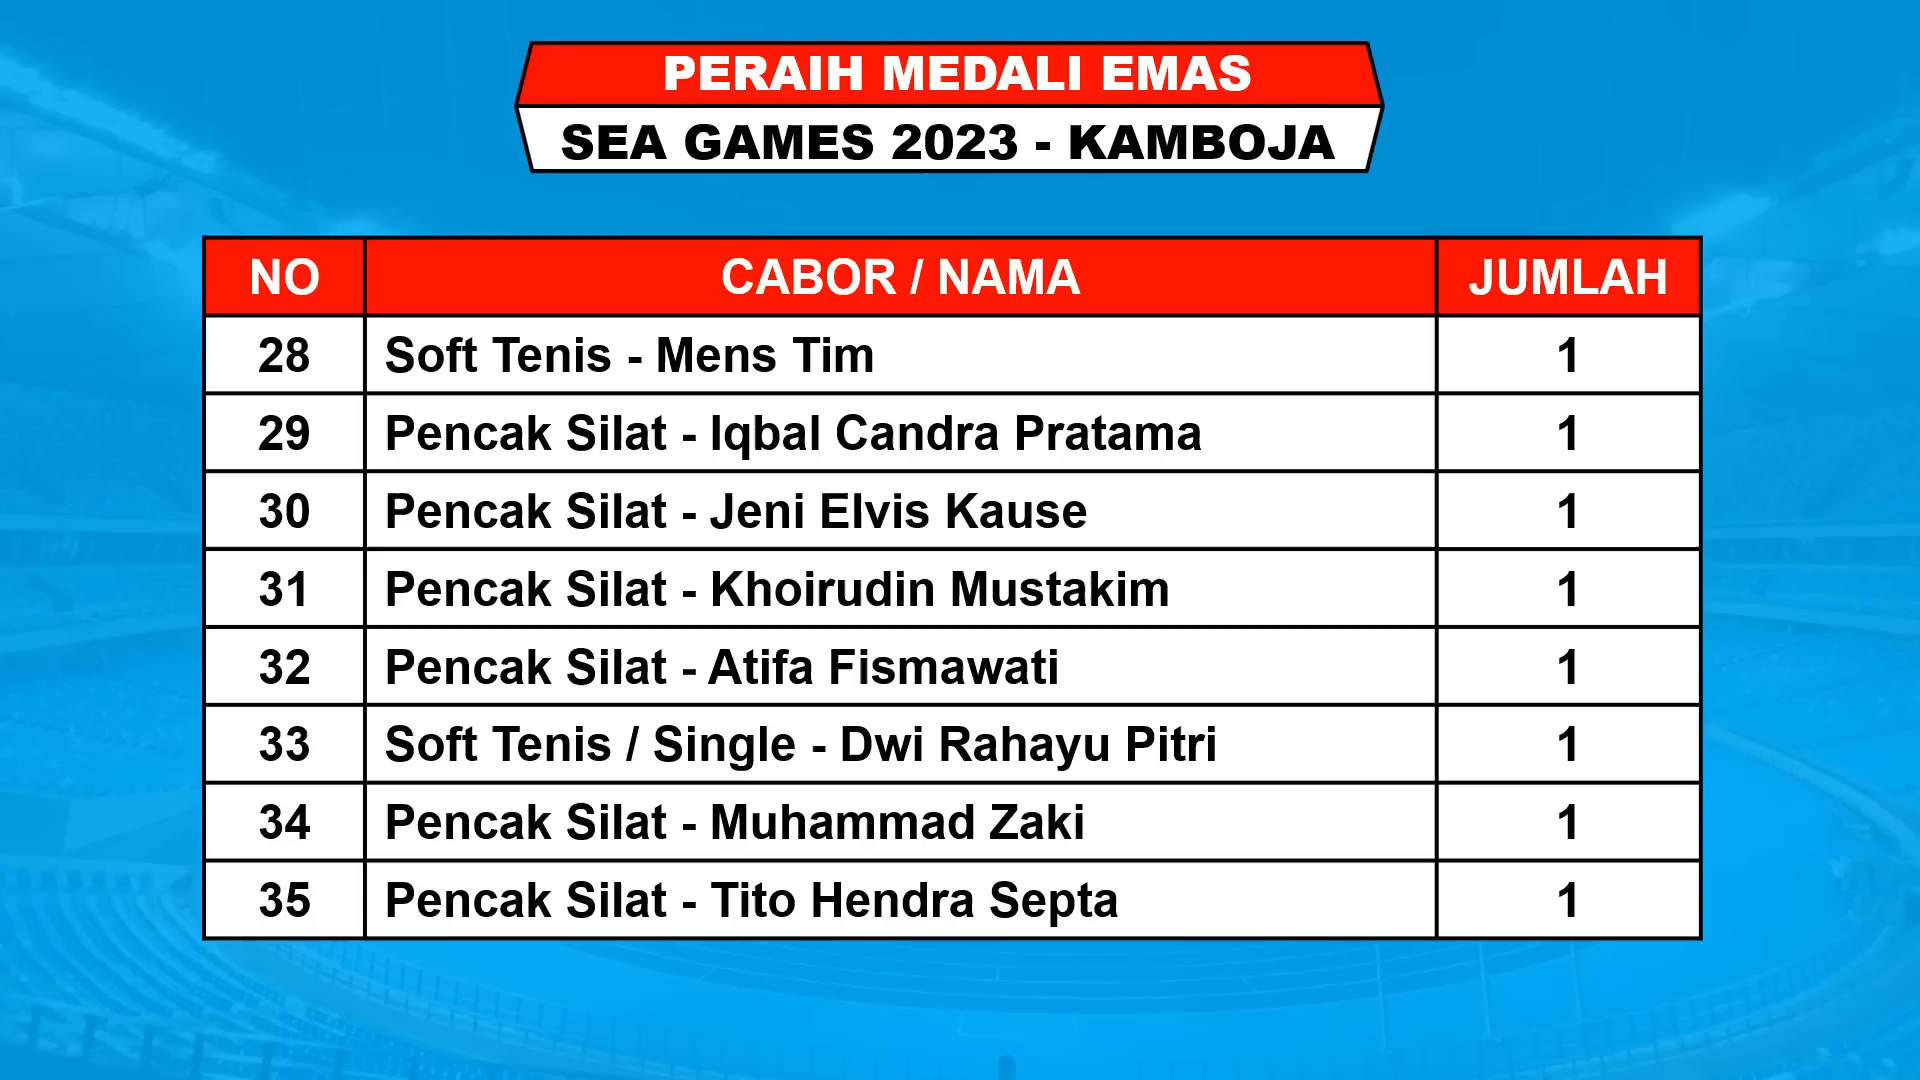 PERAIH MEDALI EMAS
SEA GAMES 2023 - KAMBOJA
NO CABOR / NAMA JUMLAH
28 Soft Tenis - Mens Tim 1
29 Pencak Silat - Iqbal Candra Pratama 1
30 Pencak Silat - Jeni Elvis Kause 1
31 Pencak Silat - Khoirudin Mustakim 1
32 Pencak Silat - Atifa Fismawati 1
33 Soft Tenis / Single - Dwi Rahayu Pitri 1
34 Pencak Silat - Muhammad Zaki 1
35 Pencak Silat - Tito Hendra Septa 1